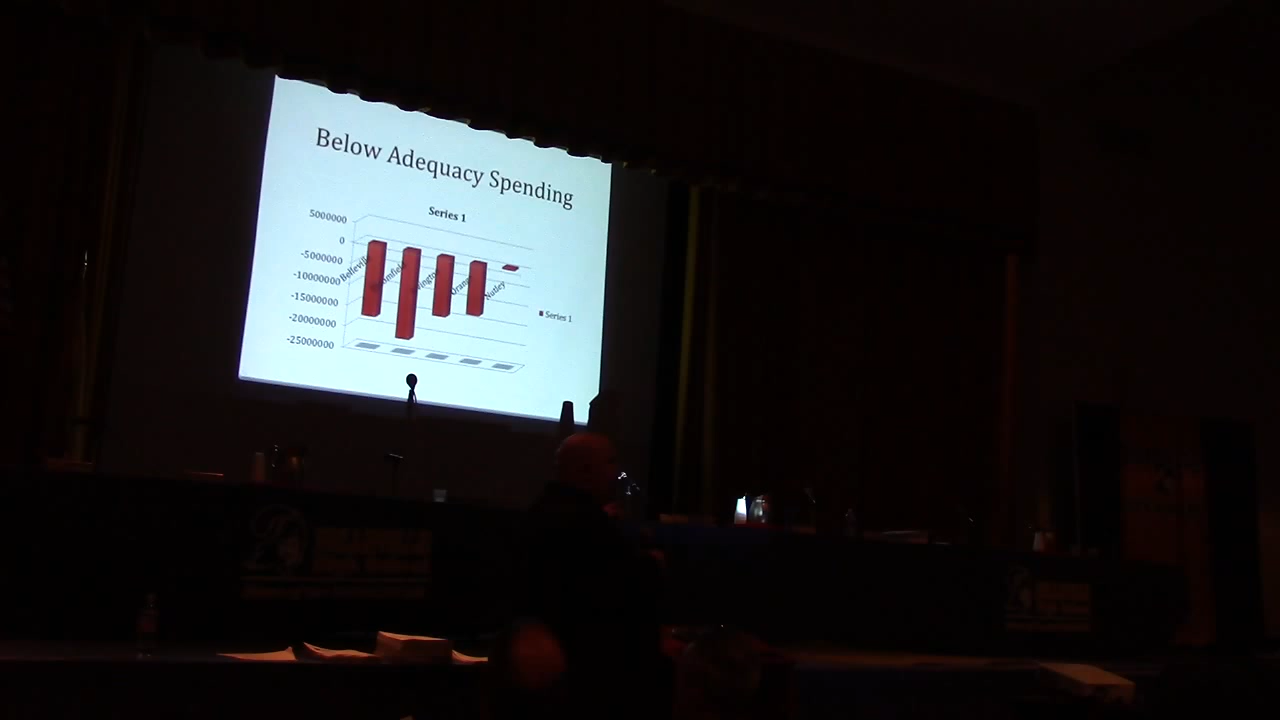 Below Adequacy Spending
Series 1
5000000
0
-5000000
-10000000
-15000000
-20000000
-25000000
Belleville
Nutley
Series 1